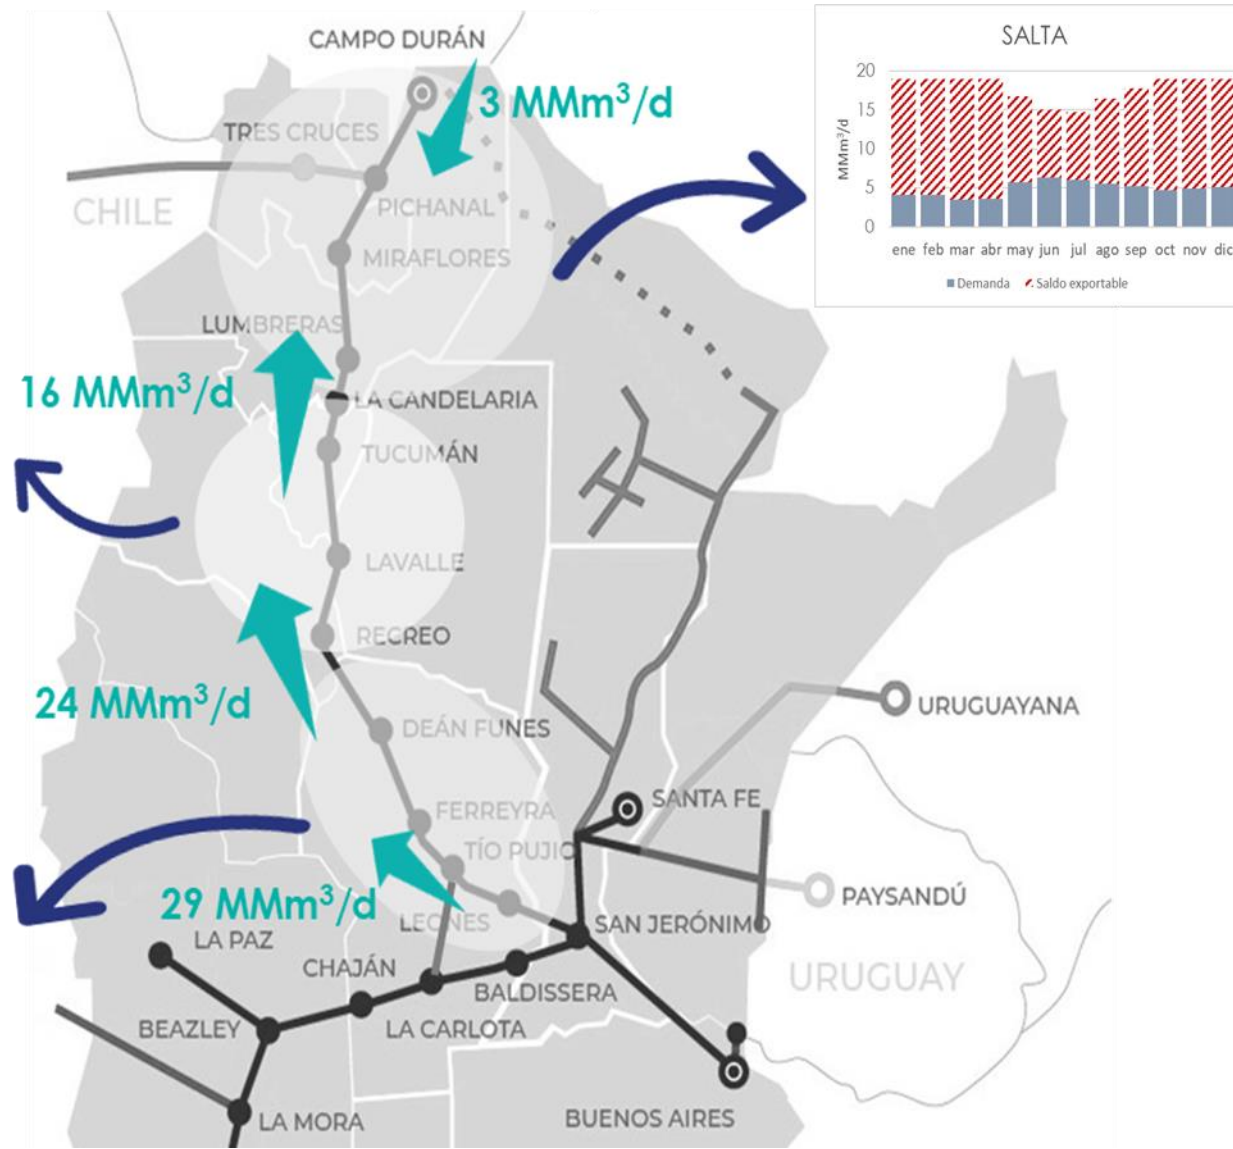 CAMPO DURÁN
3 MMm³/d
TRES CRUCES
CHILE
PICHANAL
MIRAFLORES
LUMBRERAS
16 MMm³/d
LA CANDELARIA
TUCUMÁN
LAVALLE
RECREO
24 MMm³/d
DEÁN FUNES
URUGUAYANA
FERREYRA
SANTA FE
TÍO PUJIO
29 MMm³/d
LEONES
PAYSANDÚ
SAN JERÓNIMO
LA PAZ
CHAJÁN
BALDISSERA
URUGUAY
BEAZLEY
LA CARLOTA
LA MORA
BUENOS AIRES
SALTA
MMm³/d
20
15
10
5
0
ene feb mar abr may jun jul ago sep oct nov dic
Demanda Saldo exportable